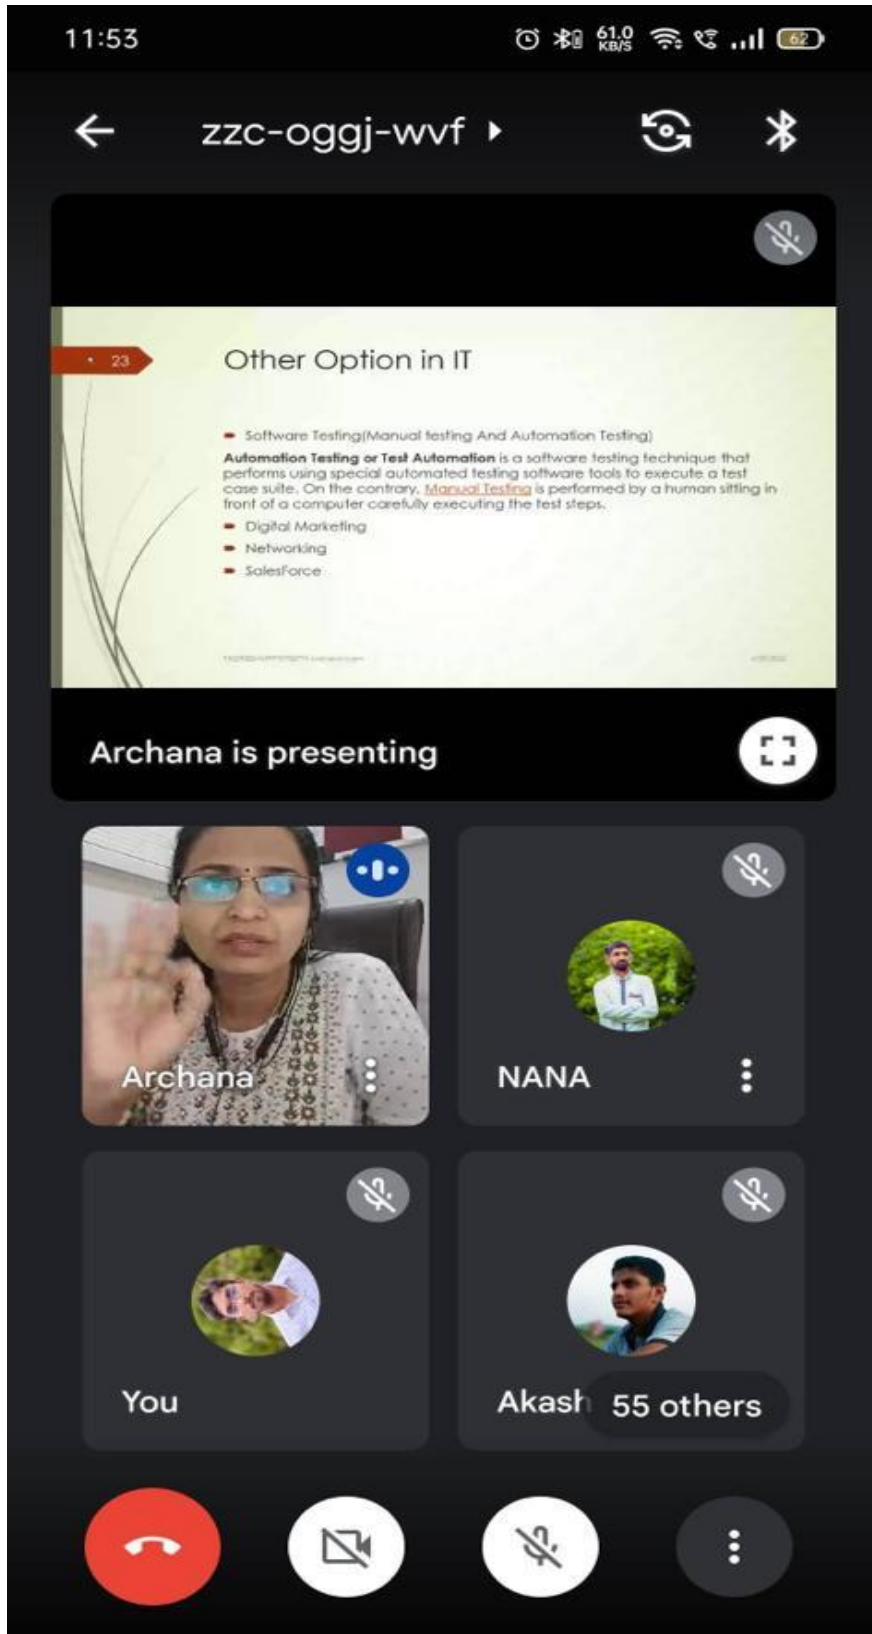 11:53
61.0
KB/S
62
zzc-oggj-wvf
23
Other Option in IT
Software Testing(Manual testing And Automation Testing)
Automation Testing or Test Automation is a software testing technique that
performs using special automated testing software tools to execute a test
case suite. On the contrary, Manual Testing is performed by a human sitting in
front of a computer carefully executing the test steps.
Digital Marketing
Networking
SalesForce
Archana is presenting
Archana
NANA
You
Akash
55 others